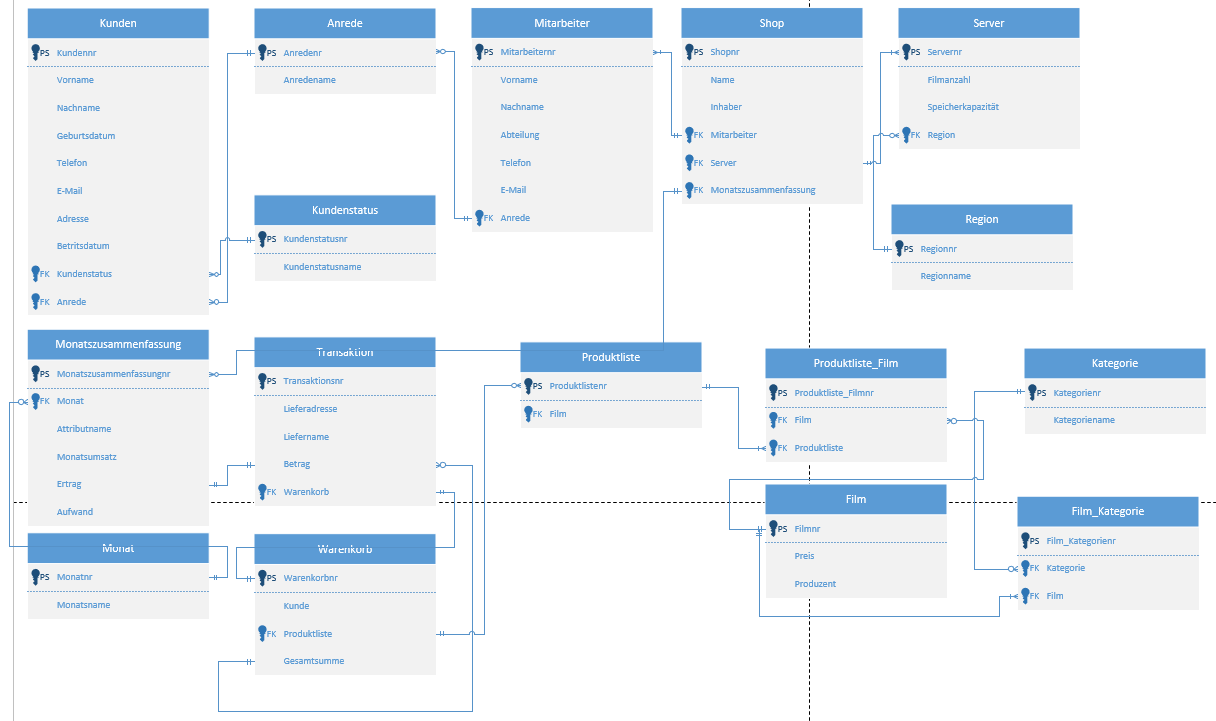 Kunden
PS Kundennr
Vorname
Nachname
Geburtsdatum
Telefon
E-Mail
Adresse
Betritsdatum
FK Kundenstatus
FK Anrede
Anrede
PS Anredenr
Anredename
Kundenstatus
PS Kundenstatusnr
Kundenstatusname
Mitarbeiter
PS Mitarbeiternr
Vorname
Nachname
Abteilung
Telefon
E-Mail
FK Anrede
Shop
PS Shopnr
Name
Inhaber
FK Mitarbeiter
FK Server
FK Monatszusammenfassung
Server
PS Servernr
Filmanzahl
Speicherkapazität
FK Region
Region
PS Regionnr
Regionname
Monatszusammenfassung
PS Monatszusammenfassungnr
FK Monat
Attributname
Monatsumsatz
Ertrag
Aufwand
Monat
PS Monatnr
Monatsname
Transaktion
PS Transaktionsnr
Lieferadresse
Liefername
Betrag
FK Warenkorb
Warenkorb
PS Warenkorbnr
Kunde
FK Produktliste
Gesamtsumme
Produktliste
PS Produktlistenr
FK Film
Produktliste_Film
PS Produktliste_Filmnr
FK Film
FK Produktliste
Film
PS Filmnr
Preis
Produzent
Kategorie
PS Kategorienr
Kategoriename
Film_Kategorie
PS Film_Kategorienr
FK Kategorie
FK Film